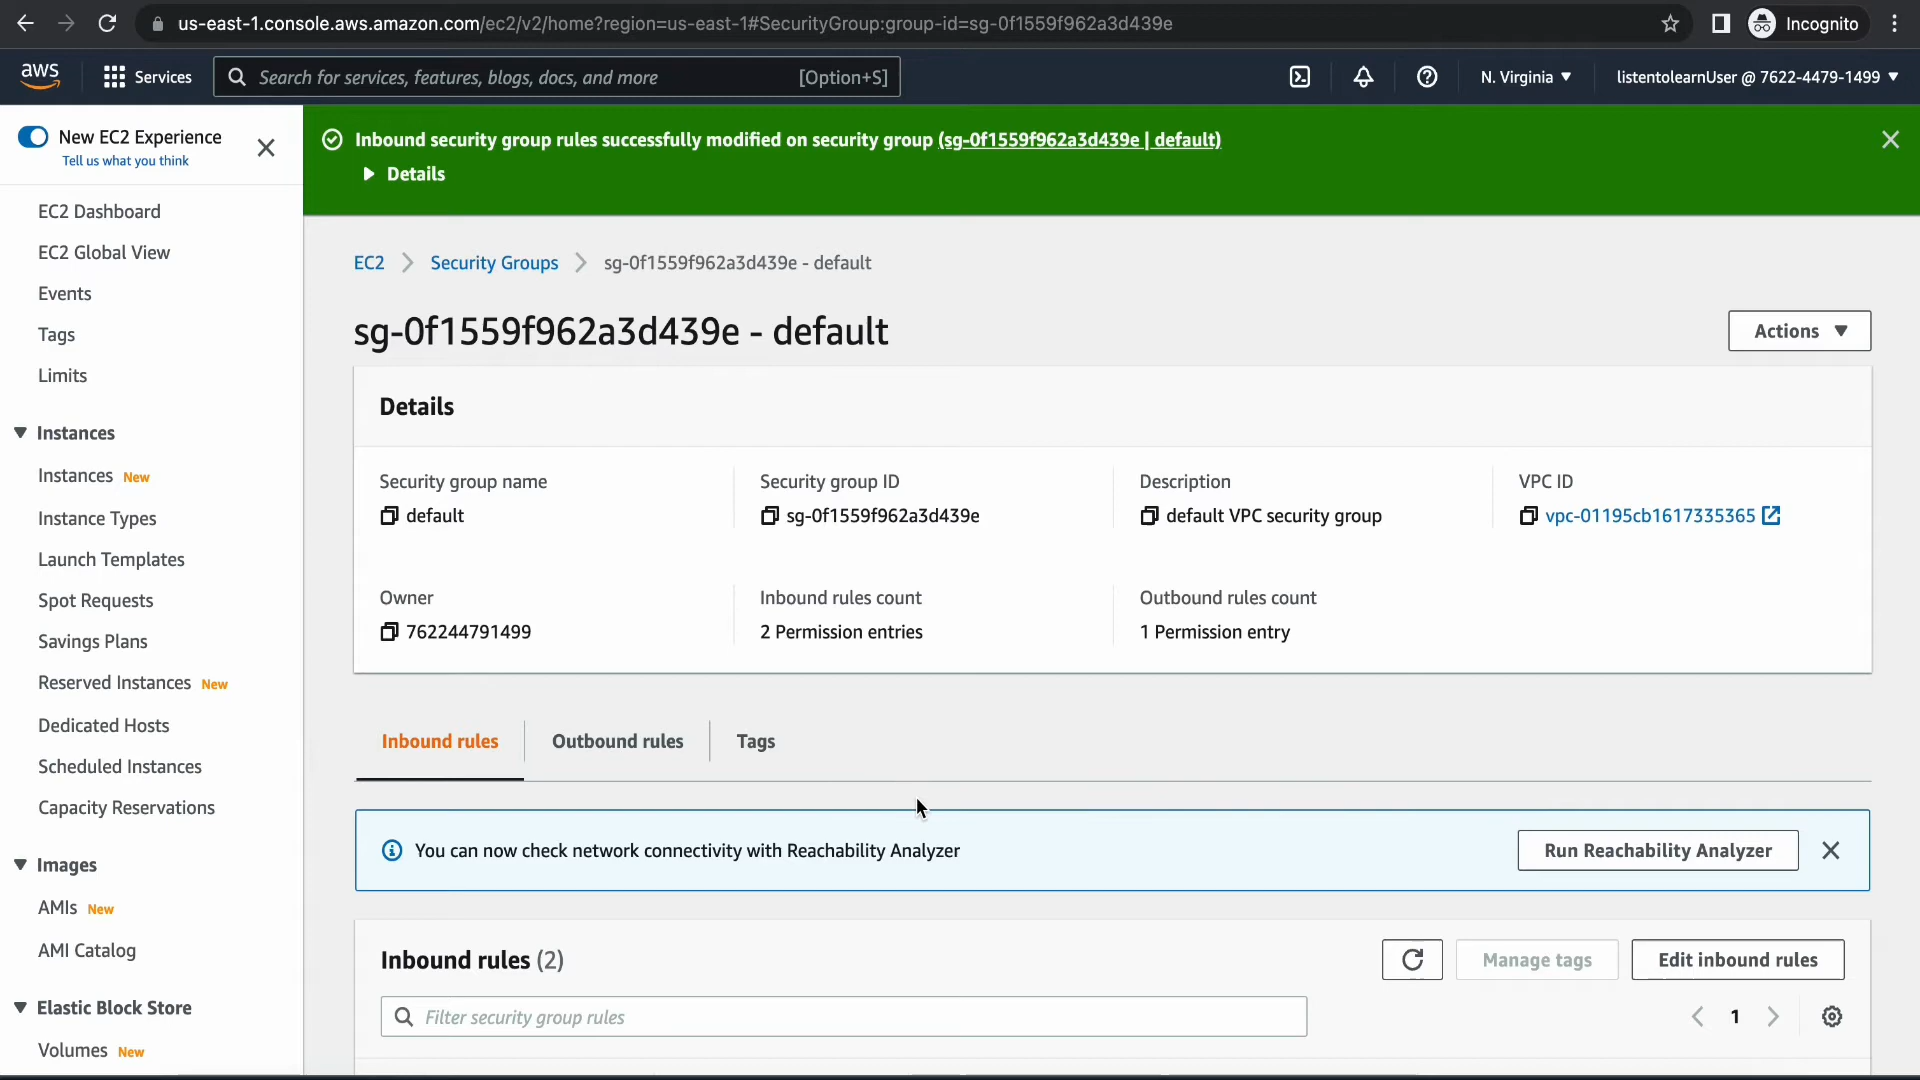 us-east-1.console.aws.amazon.com/ec2/v2/home?region=us-east-1#SecurityGroup:group-id=sg-0f1559f962a3d439e
Incognito
aws
Services
Search for services, features, blogs, docs, and more
[Option+S]
N. Virginia ▼
listentolearnUser @ 7622-4479-1499 ▼
New EC2 Experience
Tell us what you think
EC2 Dashboard
EC2 Global View
Events
Tags
Limits
Instances
Instances New
Instance Types
Launch Templates
Spot Requests
Savings Plans
Reserved Instances New
Dedicated Hosts
Scheduled Instances
Capacity Reservations
Images
AMIs New
AMI Catalog
Elastic Block Store
Volumes New
Inbound security group rules successfully modified on security group (sg-0f1559f962a3d439e | default)
Details
EC2 > Security Groups > sg-0f1559f962a3d439e - default
sg-0f1559f962a3d439e - default
Actions ▼
Details
Security group name
default
Security group ID
sg-0f1559f962a3d439e
Description
default VPC security group
VPC ID
vpc-01195cb1617335365
Owner
762244791499
Inbound rules count
2 Permission entries
Outbound rules count
1 Permission entry
Inbound rules
Outbound rules
Tags
You can now check network connectivity with Reachability Analyzer
Run Reachability Analyzer
Inbound rules (2)
Manage tags
Edit inbound rules
Filter security group rules
1